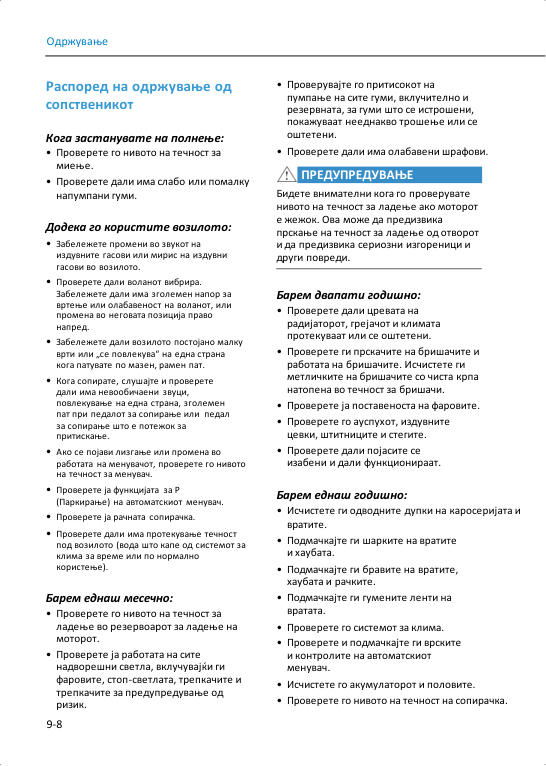 Одржување
Распоред на одржување од
сопственикот
Кога застанувате на полнење:
• Проверете го нивото на течност за
миење.
• Проверете дали има слабо или помалку
напумпани гуми.
Додека го користите возилото:
• Забележете промени во звукот на
издувните гасови или мирис на издувни
гасови во возилото.
• Проверете дали воланот вибрира.
Забележете дали има зголемен напор за
вртење или олабавеност на воланот, или
промена во неговата позиција право
напред.
• Забележете дали возилото постојано малку
врти или „се повлекува“ на една страна
кога патувате по мазен, рамен пат.
• Кога сопирате, слушајте и проверете
дали има невообичаени звуци,
повлекување на една страна, зголемен
пат при педалот за сопирање или педал
за сопирање што е потежок за
притискање.
• Ако се појави лизгање или промена во
работата на менувачот, проверете го нивото
на течност за менувач.
• Проверете ја функцијата за P
(Паркирање) на автоматскиот менувач.
• Проверете ја рачната сопирачка.
• Проверете дали има протекување течност
под возилото (вода што капе од системот за
клима за време или по нормално
користење).
Барем еднаш месечно:
• Проверете го нивото на течност за
ладење во резервоарот за ладење на
моторот.
• Проверете ја работата на сите
надворешни светла, вклучувајќи ги
фаровите, стоп-светлата, трепкачите и
трепкачите за предупредување од
ризик.
• Проверувајте го притисокот на
пумпање на сите гуми, вклучително и
резервната, за гуми што се истрошени,
покажуваат нееднакво трошење или се
оштетени.
• Проверете дали има олабавени шрафови.
ПРЕДУПРЕДУВАЊЕ
Бидете внимателни кога го проверувате
нивото на течност за ладење ако моторот
е жежок. Ова може да предизвика
прскање на течност за ладење од отворот
и да предизвика сериозни изгореници и
други повреди.
Барем двапати годишно:
• Проверете дали цревата на
радијаторот, грејачот и климата
протекуваат или се оштетени.
• Проверете ги прскачите на бришачите и
работата на бришачите. Исчистете ги
метличките на бришачите со чиста крпа
натопена во течност за бришачи.
• Проверете ја поставеноста на фаровите.
• Проверете го ауспухот, издувните
цевки, штитниците и стегите.
• Проверете дали појасите се
изабени и дали функционираат.
Барем еднаш годишно:
• Исчистете ги одводните дупки на каросеријата и
вратите.
• Подмачкајте ги шарките на вратите
и хаубата.
• Подмачкајте ги бравите на вратите,
хаубата и рачките.
• Подмачкајте ги гумените ленти на
вратата.
• Проверете го системот за клима.
• Проверете и подмачкајте ги врските
и контролите на автоматскиот
менувач.
• Исчистете го акумулаторот и половите.
• Проверете го нивото на течност на сопирачка.
9-8